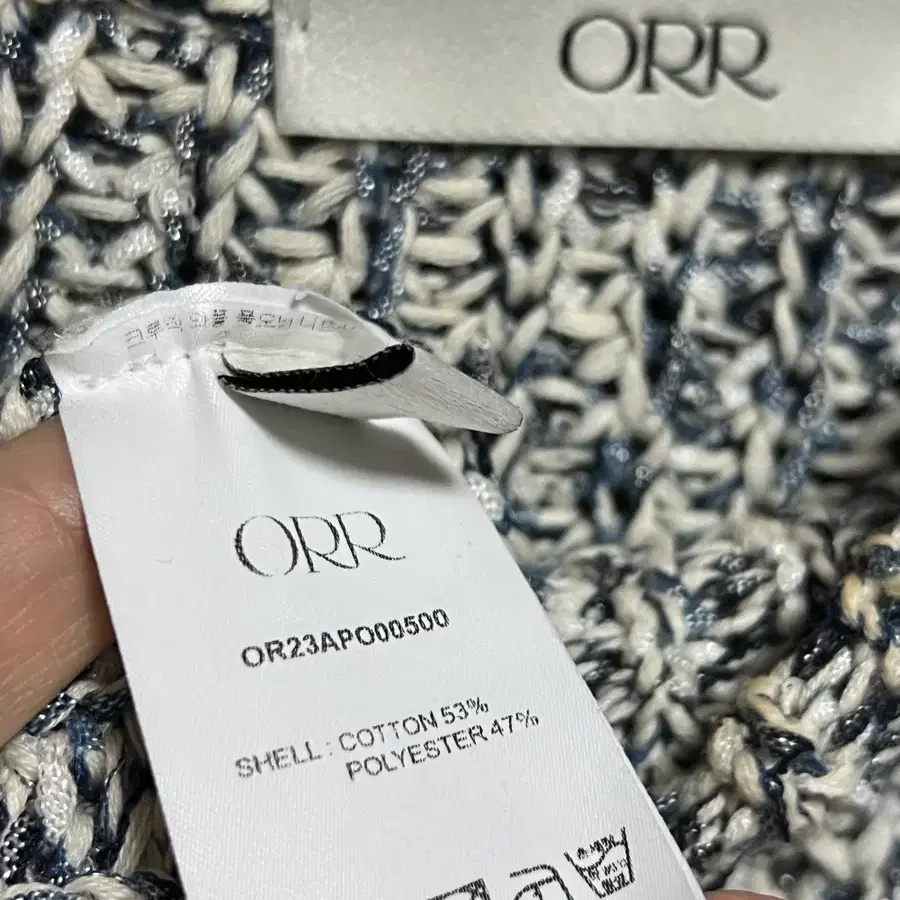 ORR
ORR
OR23APO00500
SHELL : COTTON 53%
POLYESTER 47%